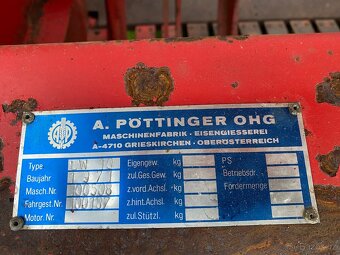 A. PÖTTINGER OHG
MASCHINENFABRIK · EISENGIESSEREI
A-4710 GRIESKIRCHEN · OBERÖSTERREICH
Type Eigengew. kg PS
Baujahr zul. Ges. Gew. kg Betriebsdr.
Masch. Nr. z. vord. Achsl. kg Fördermenge
Fahrgest. Nr. z. hint. Achsl. kg
Motor. Nr. zul. Stützl. kg